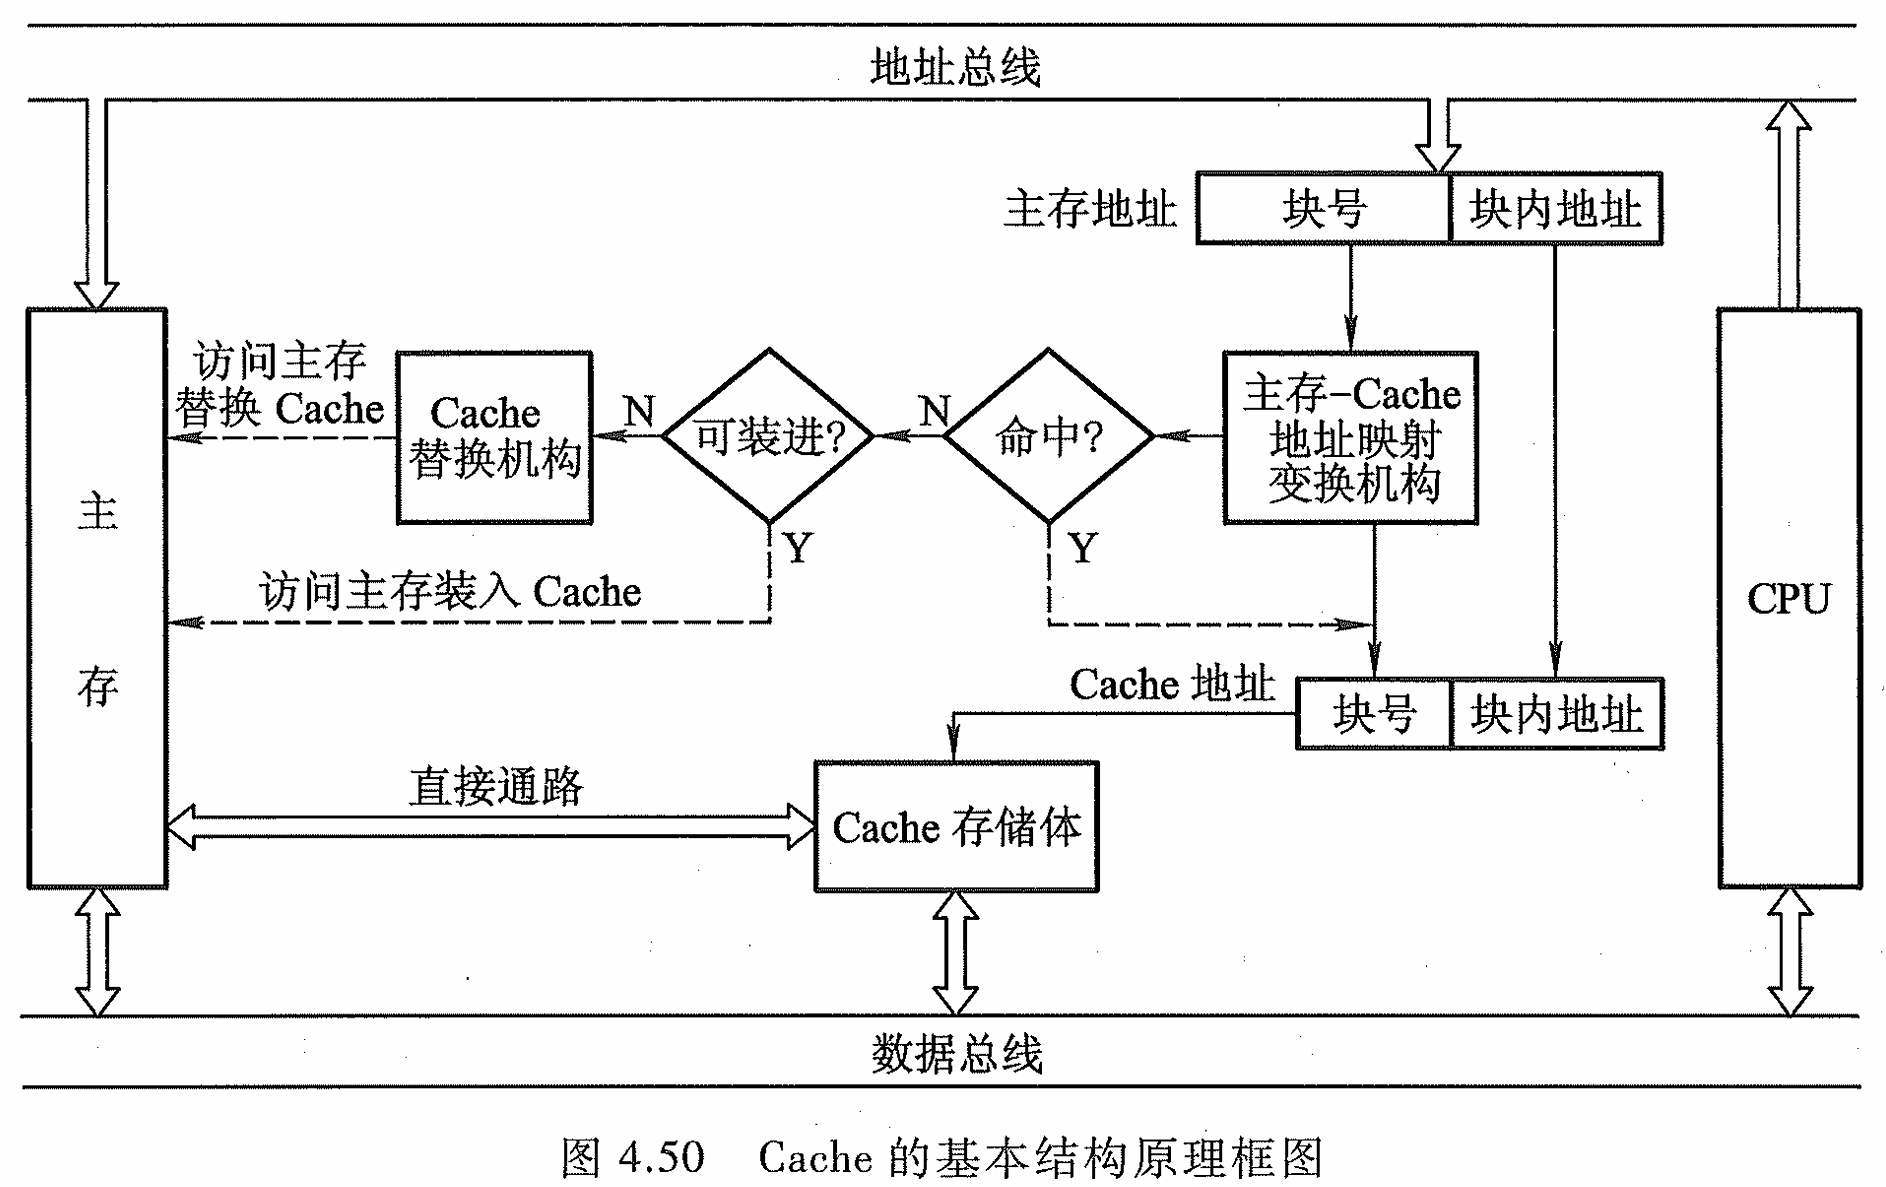 地址总线
主存地址
块号
块内地址
访问主存
替换 Cache
Cache
替换机构
N
可装进?
N
命中?
主存-Cache
地址映射
变换机构
主
存
Y
Y
访问主存装入 Cache
CPU
Cache 地址
块号
块内地址
直接通路
Cache 存储体
数据总线
图 4.50 Cache 的基本结构原理框图